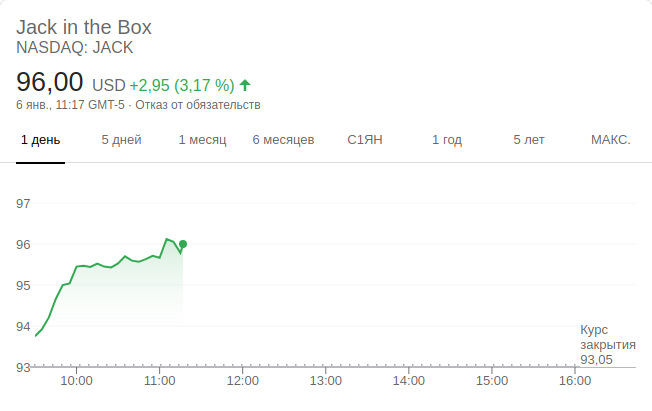 Jack in the Box
NASDAQ: JACK
96,00 USD +2,95 (3,17 %)
6 янв., 11:17 GMT-5 · Отказ от обязательств
1 день 5 дней 1 месяц 6 месяцев С1ЯН 1 год 5 лет МАКС.
97
96
95
94
93
Курс
закрытия
93,05
10:00 11:00 12:00 13:00 14:00 15:00 16:00